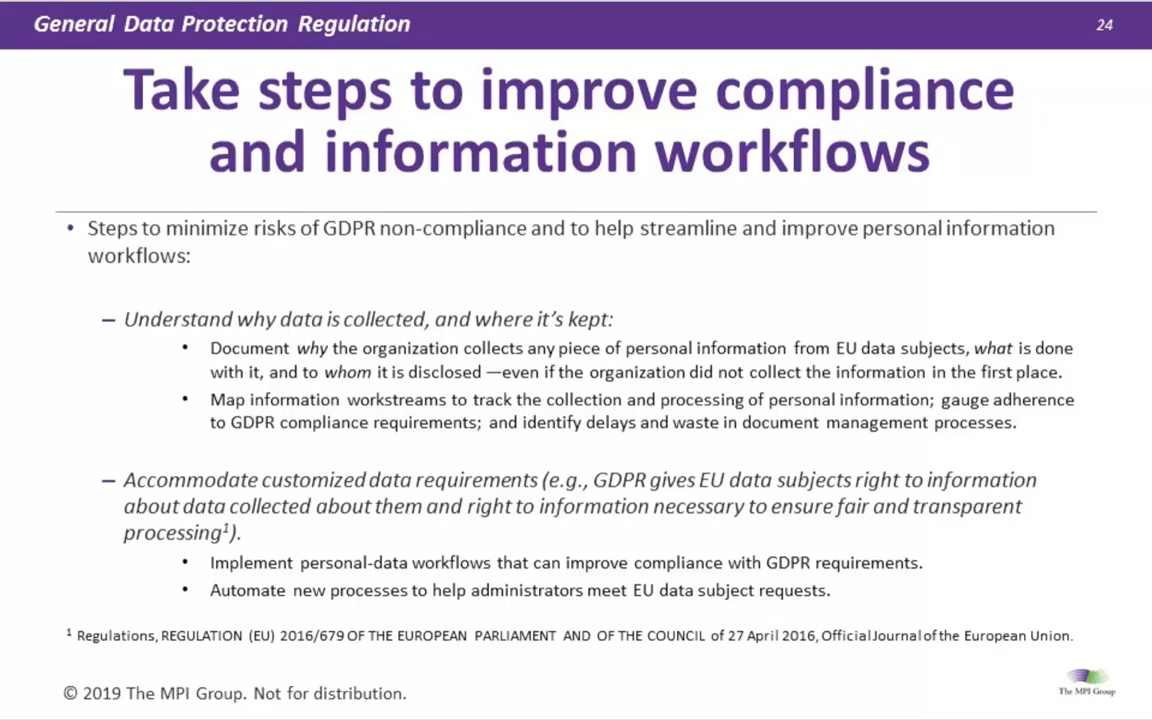 General Data Protection Regulation
24
Take steps to improve compliance
and information workflows
• Steps to minimize risks of GDPR non-compliance and to help streamline and improve personal information
workflows:
– Understand why data is collected, and where it's kept:
• Document why the organization collects any piece of personal information from EU data subjects, what is done
with it, and to whom it is disclosed —even if the organization did not collect the information in the first place.
• Map information workstreams to track the collection and processing of personal information; gauge adherence
to GDPR compliance requirements; and identify delays and waste in document management processes.
– Accommodate customized data requirements (e.g., GDPR gives EU data subjects right to information
about data collected about them and right to information necessary to ensure fair and transparent
processing¹).
• Implement personal-data workflows that can improve compliance with GDPR requirements.
• Automate new processes to help administrators meet EU data subject requests.
¹ Regulations, REGULATION (EU) 2016/679 OF THE EUROPEAN PARLIAMENT AND OF THE COUNCIL of 27 April 2016, Official Journal of the European Union.
© 2019 The MPI Group. Not for distribution.
The MPI Group